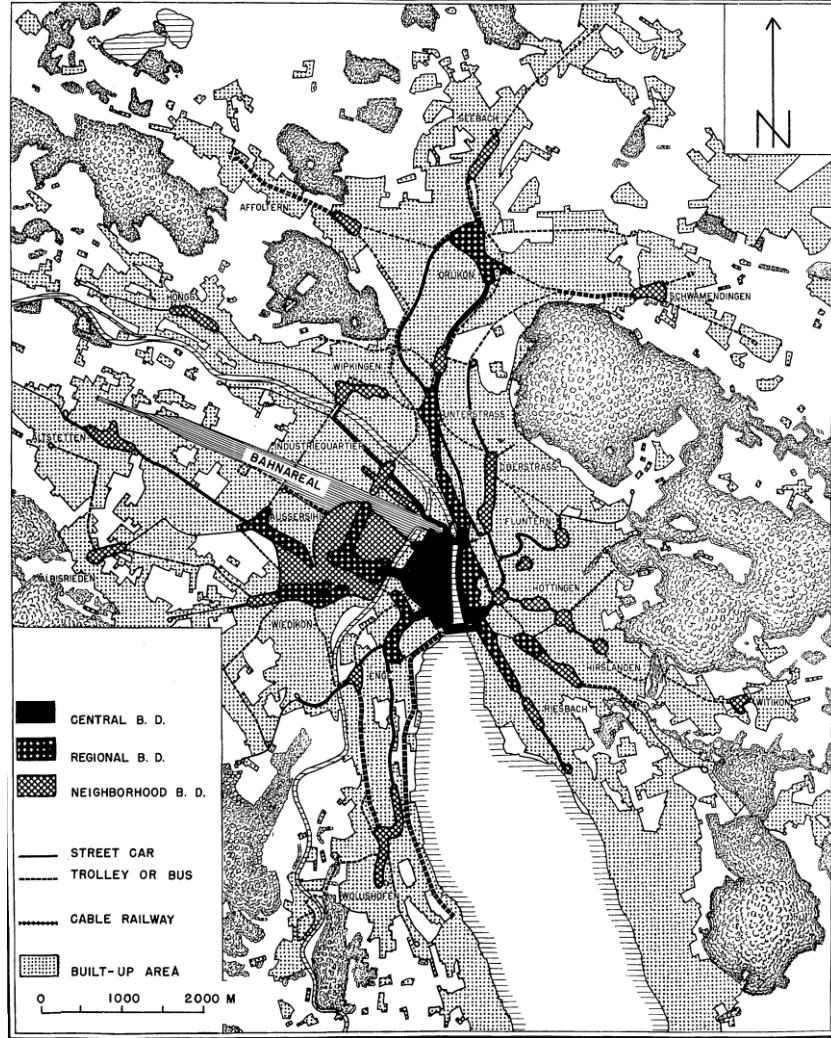 N
SEEBACH
AFFOLTERN
ORLIKON
SCHWAMENDINGEN
HÖNGG
WIPKINGEN
UNTERSTRASS
ALTSTETTEN
INDUSTRIEQUARTIER
BAHNAREAL
OBERSTRASS
AUSSERSIHL
FLUNTERN
ALBISRIEDEN
HOTTINGEN
WIEDIKON
HIRSLANDEN
ENGE
RIESBACH
WITIKON
WOLLISHOFEN
CENTRAL B. D.
REGIONAL B. D.
NEIGHBORHOOD B. D.
STREET CAR
TROLLEY OR BUS
CABLE RAILWAY
BUILT-UP AREA
0 1000 2000 M